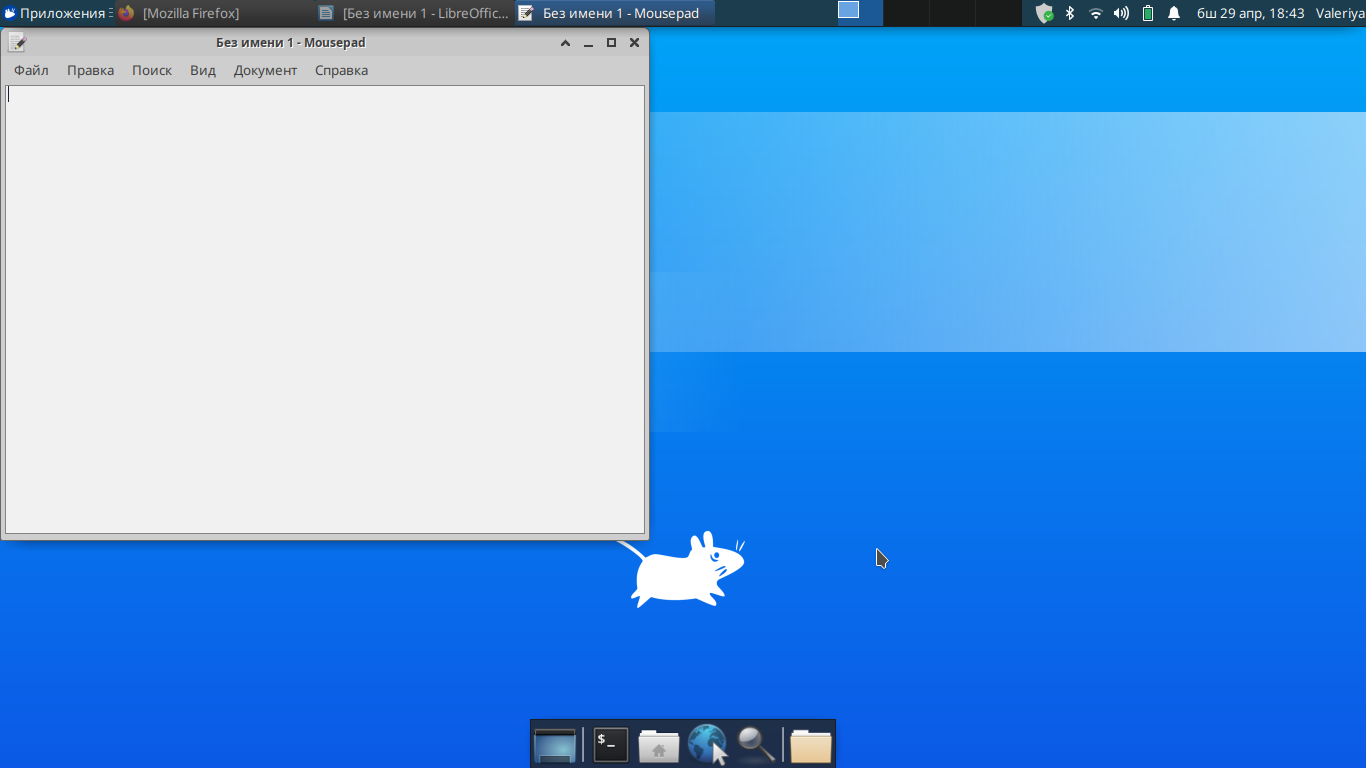 Приложения [Mozilla Firefox] [Без имени 1 - LibreOffic... Без имени 1 - Mousepad бш 29 апр, 18:43 Valeriya
Без имени 1 - Mousepad
Файл Правка Поиск Вид Документ Справка
$_